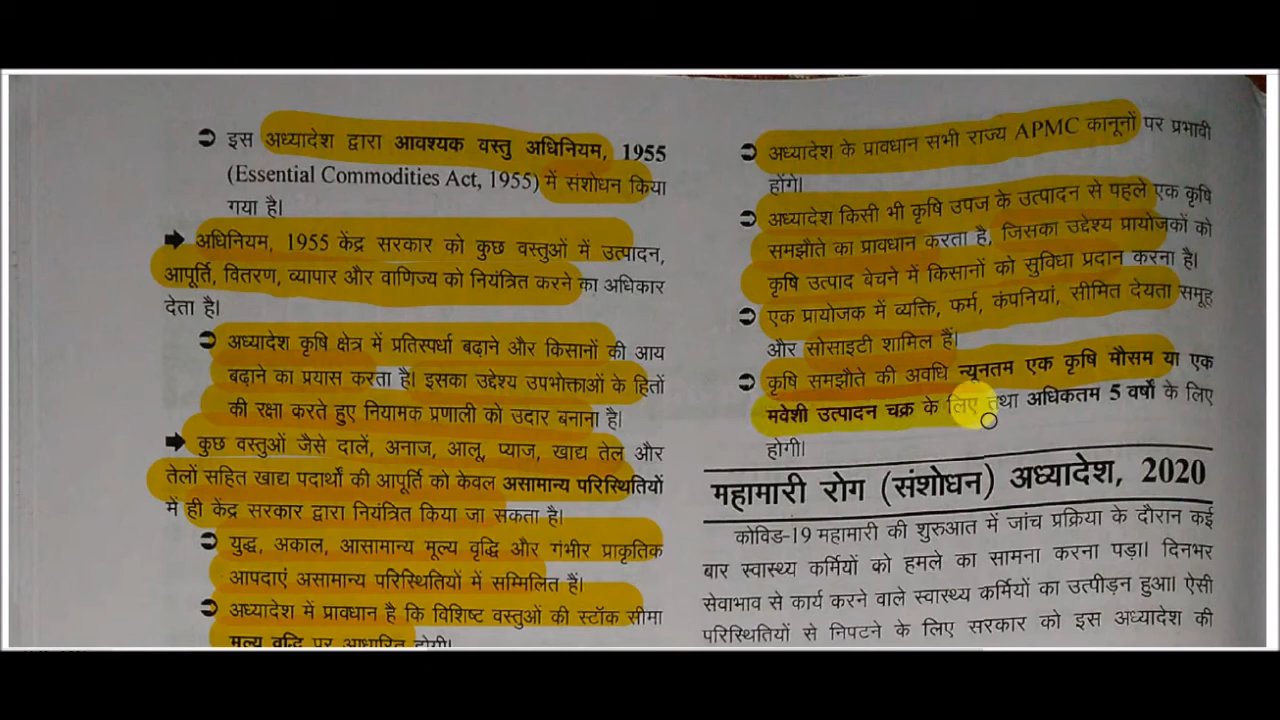 ➲ इस अध्यादेश द्वारा आवश्यक वस्तु अधिनियम, 1955
(Essential Commodities Act, 1955) में संशोधन किया
गया है।
➡ अधिनियम, 1955 केंद्र सरकार को कुछ वस्तुओं में उत्पादन,
आपूर्ति, वितरण, व्यापार और वाणिज्य को नियंत्रित करने का अधिकार
देता है।
➲ अध्यादेश कृषि क्षेत्र में प्रतिस्पर्धा बढ़ाने और किसानों की आय
बढ़ाने का प्रयास करता है। इसका उद्देश्य उपभोक्ताओं के हितों
की रक्षा करते हुए नियामक प्रणाली को उदार बनाना है।
➡ कुछ वस्तुओं जैसे दालें, अनाज, आलू, प्याज, खाद्य तेल और
तेलों सहित खाद्य पदार्थों की आपूर्ति को केवल असामान्य परिस्थितियों
में ही केंद्र सरकार द्वारा नियंत्रित किया जा सकता है।
➲ युद्ध, अकाल, आसामान्य मूल्य वृद्धि और गंभीर प्राकृतिक
आपदाएं असामान्य परिस्थितियों में सम्मिलित हैं।
➲ अध्यादेश में प्रावधान है कि विशिष्ट वस्तुओं की स्टॉक सीमा
मूल्य वृद्धि पर आधारित होगी।
➲ अध्यादेश के प्रावधान सभी राज्य APMC कानूनों पर प्रभावी
होंगे।
➲ अध्यादेश किसी भी कृषि उपज के उत्पादन से पहले एक कृषि
समझौते का प्रावधान करता है, जिसका उद्देश्य प्रायोजकों को
कृषि उत्पाद बेचने में किसानों को सुविधा प्रदान करना है।
➲ एक प्रायोजक में व्यक्ति, फर्म, कंपनियां, सीमित देयता समूह
और सोसाइटी शामिल हैं।
➲ कृषि समझौते की अवधि न्यूनतम एक कृषि मौसम या एक
मवेशी उत्पादन चक्र के लिए तथा अधिकतम 5 वर्षों के लिए
होगी।
महामारी रोग (संशोधन) अध्यादेश, 2020
कोविड-19 महामारी की शुरुआत में जांच प्रक्रिया के दौरान कई
बार स्वास्थ्य कर्मियों को हमले का सामना करना पड़ा। दिनभर
सेवाभाव से कार्य करने वाले स्वास्थ्य कर्मियों का उत्पीड़न हुआ। ऐसी
परिस्थितियों से निपटने के लिए सरकार को इस अध्यादेश की